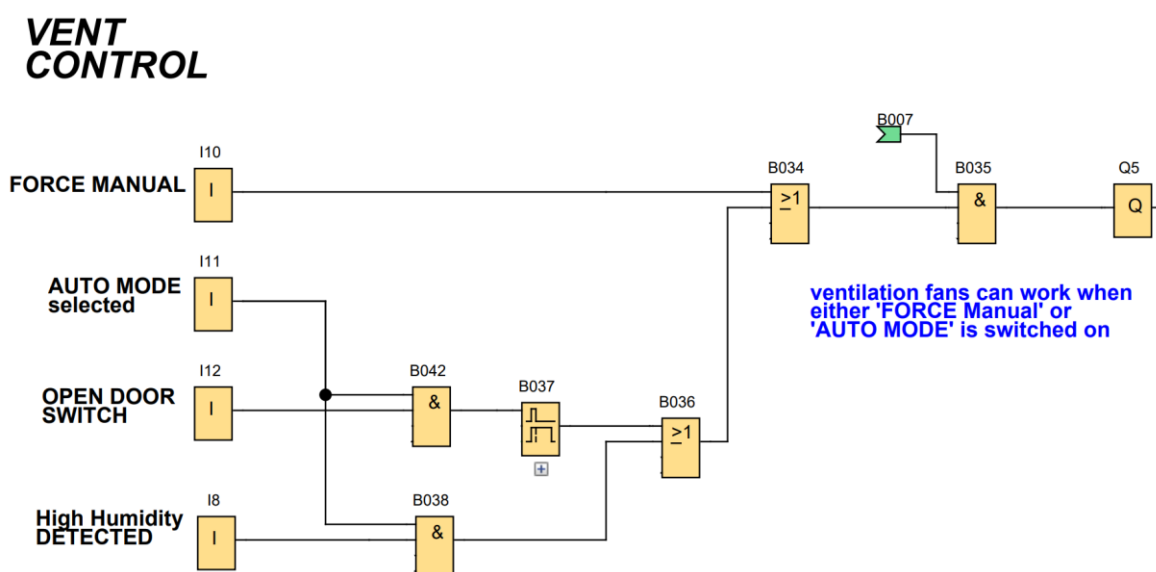 VENT
CONTROL
B007
I10
B034
B035
Q5
FORCE MANUAL
I
>1
&
Q
I11
AUTO MODE
selected
I
ventilation fans can work when
either 'FORCE Manual' or
'AUTO MODE' is switched on
I12
B042
B037
OPEN DOOR
SWITCH
I
&
B036
>1
I8
B038
High Humidity
DETECTED
I
&